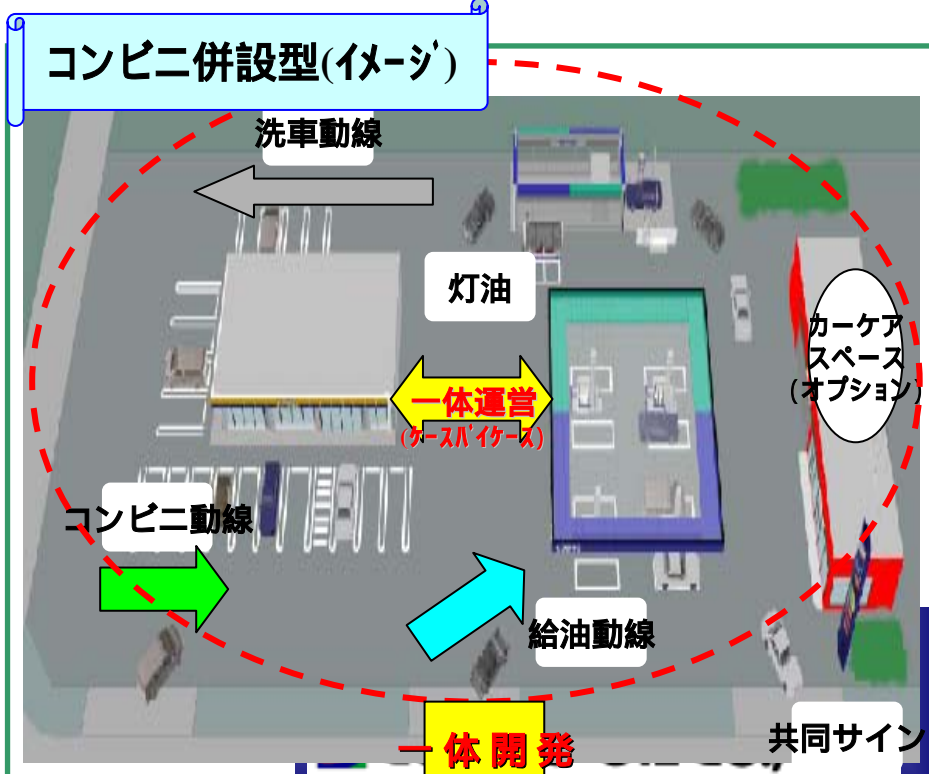 コンビニ併設型(ｲﾒｰｼﾞ)
洗車動線
灯油
カーケア
スペース
(オプション)
一体運営
(ｹｰｽﾊﾞｲｹｰｽ)
コンビニ動線
給油動線
一体開発
共同サイン